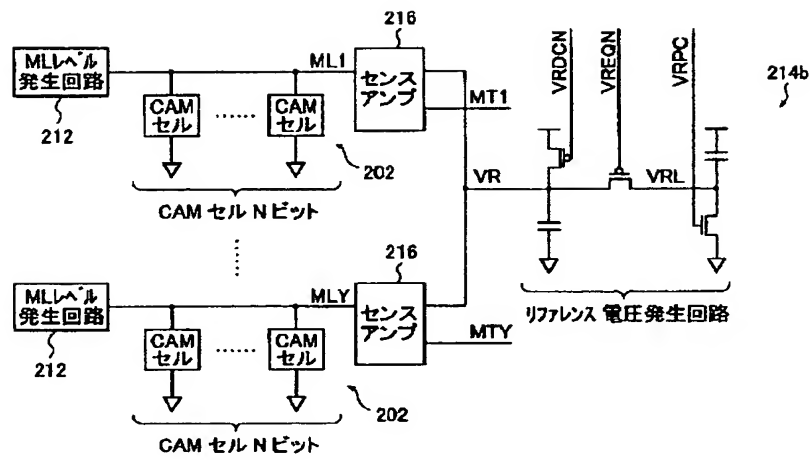 216
MLレベル
発生回路
212
ML1
センス
アンプ
MT1
CAM
セル
……
CAM
セル
202
CAM セル N ビット
VRDCN
VREQN
VRPC
214b
VR
VRL
リファレンス 電圧発生回路
216
MLレベル
発生回路
212
MLY
センス
アンプ
MTY
CAM
セル
……
CAM
セル
202
CAM セル N ビット